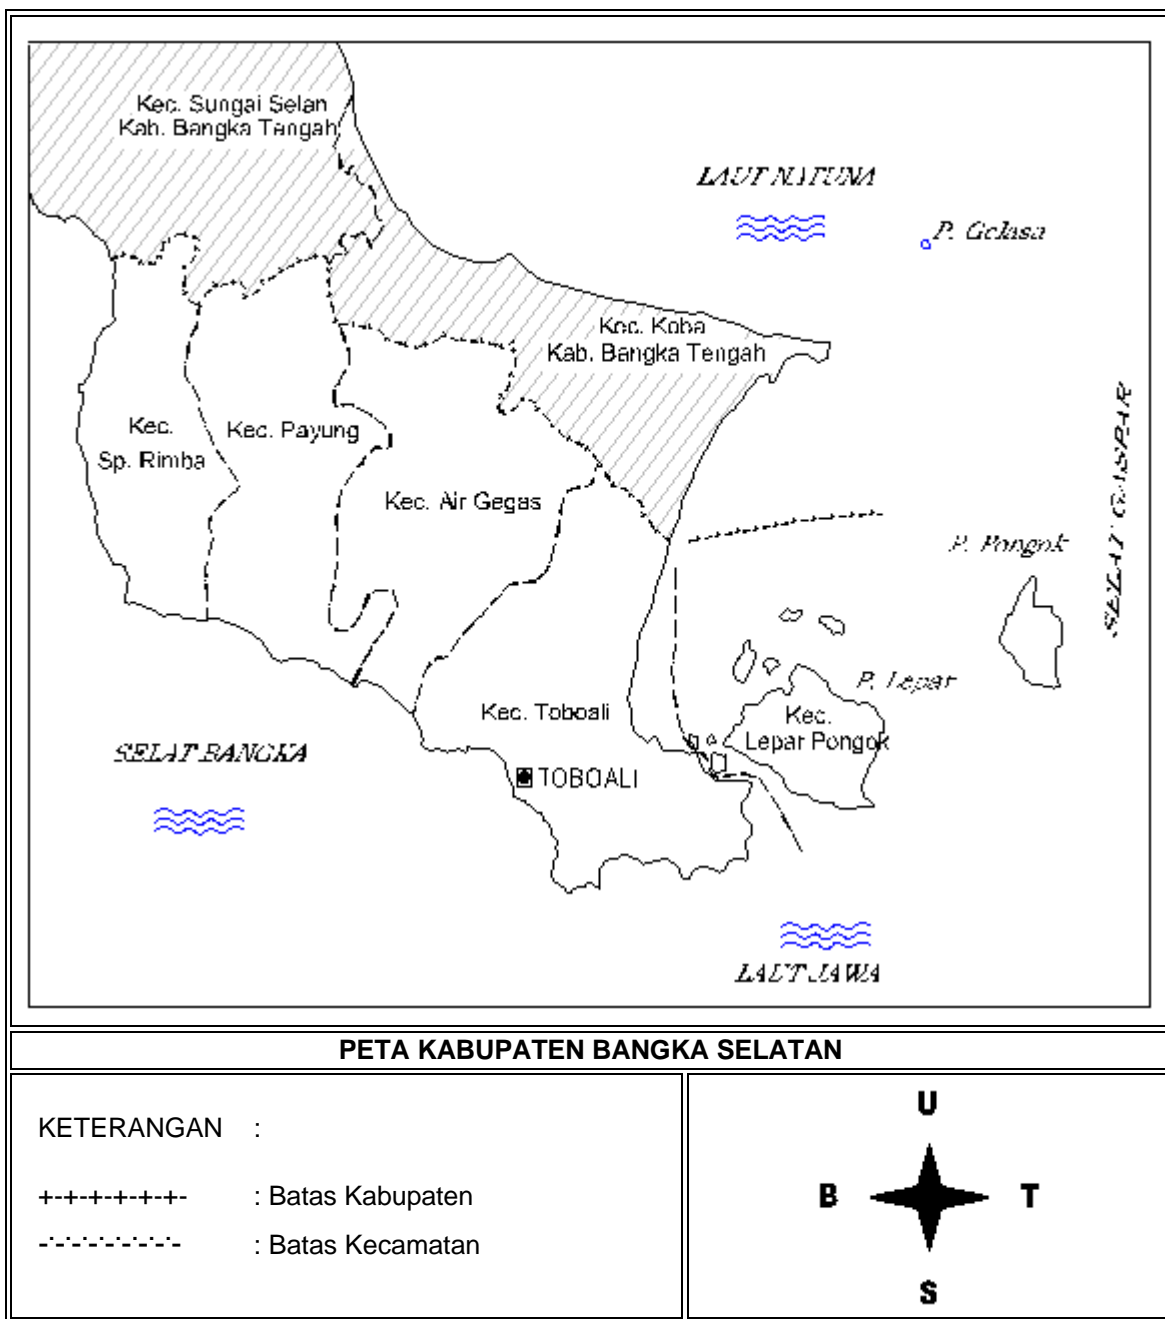 Kec. Sungai Selan
Kab. Bangka Tengah
LAUT NATUNA
P. Gelasa
Kec. Koba
Kab. Bangka Tengah
SELAT GASPAR
Kec.
Sp. Rimba
Kec. Payung
Kec. Air Gegas
P. Pongok
P. Lepar
Kec. Toboali
Kec.
Lepar Pongok
SELAT BANGKA
TOBOALI
LAUT JAWA
PETA KABUPATEN BANGKA SELATAN
KETERANGAN :
+-+-+-+-+-+- : Batas Kabupaten
-·-·-·-·-·-·-·-·- : Batas Kecamatan
U
B T
S